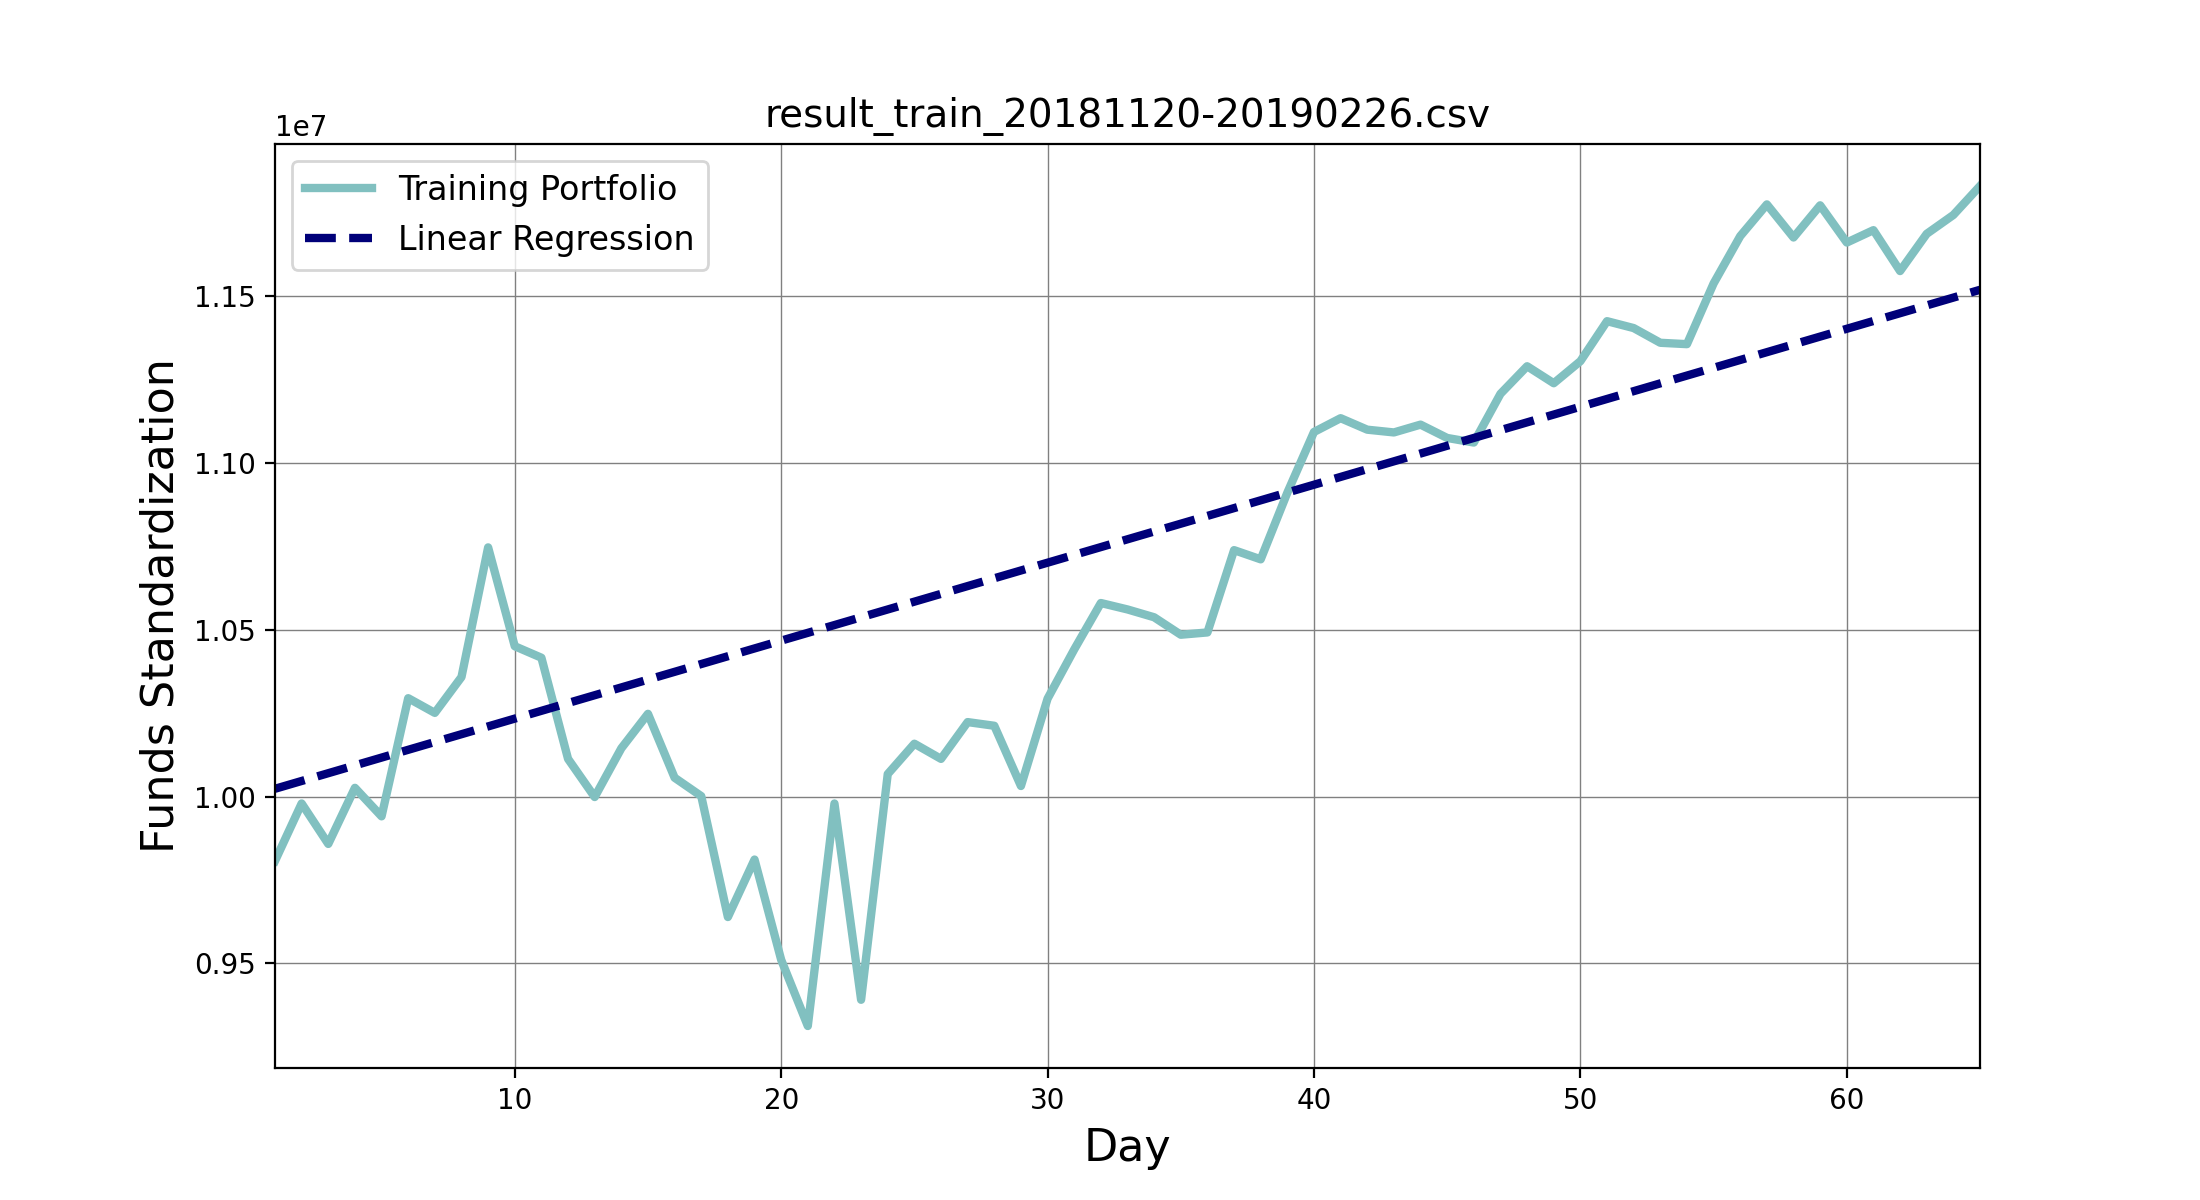 result_train_20181120-20190226.csv
1e7
Training Portfolio
Linear Regression
1.15
1.10
1.05
1.00
0.95
Funds Standardization
10 20 30 40 50 60
Day